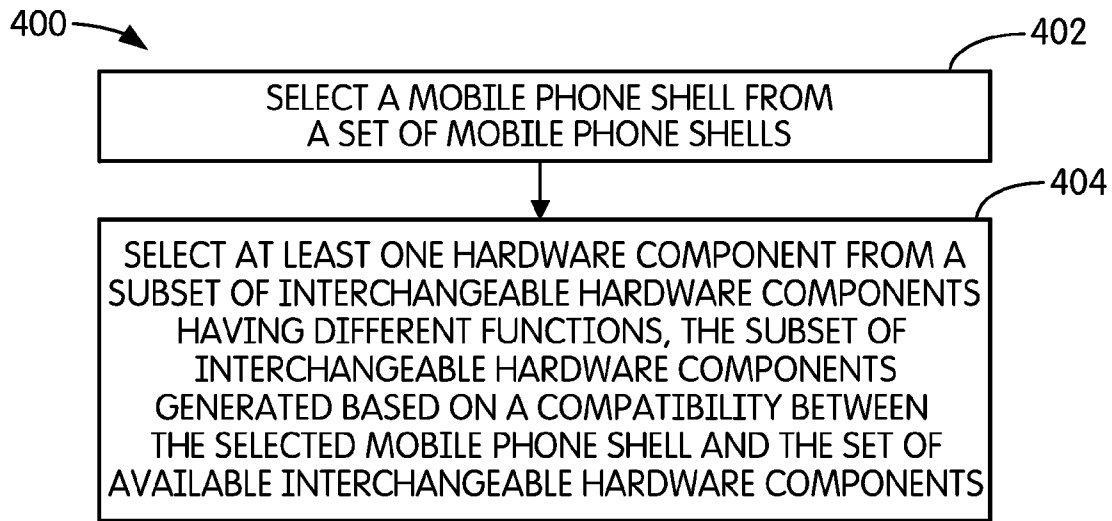 400
402
SELECT A MOBILE PHONE SHELL FROM
A SET OF MOBILE PHONE SHELLS
404
SELECT AT LEAST ONE HARDWARE COMPONENT FROM A
SUBSET OF INTERCHANGEABLE HARDWARE COMPONENTS
HAVING DIFFERENT FUNCTIONS, THE SUBSET OF
INTERCHANGEABLE HARDWARE COMPONENTS
GENERATED BASED ON A COMPATIBILITY BETWEEN
THE SELECTED MOBILE PHONE SHELL AND THE SET OF
AVAILABLE INTERCHANGEABLE HARDWARE COMPONENTS